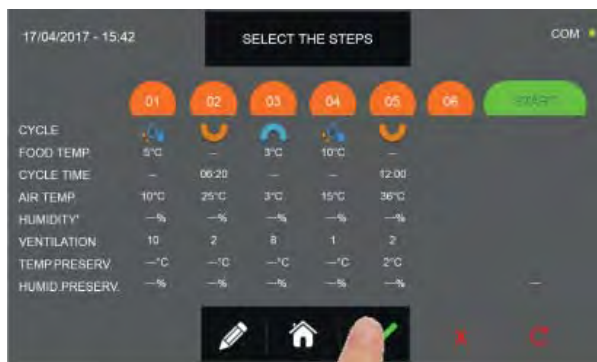 17/04/2017 - 15:42 SELECT THE STEPS COM
01 02 03 04 05 06 START
CYCLE
FOOD TEMP 5°C – 3°C 10°C –
CYCLE TIME – 06:20 – – 12:00
AIR TEMP 10°C 25°C 3°C 15°C 36°C
HUMIDITY' —% —% —% —% —%
VENTILATION 10 2 8 1 2
TEMP.PRESERV. —°C —°C —°C —°C 2°C
HUMID.PRESERV. —% —% —% —% —% —